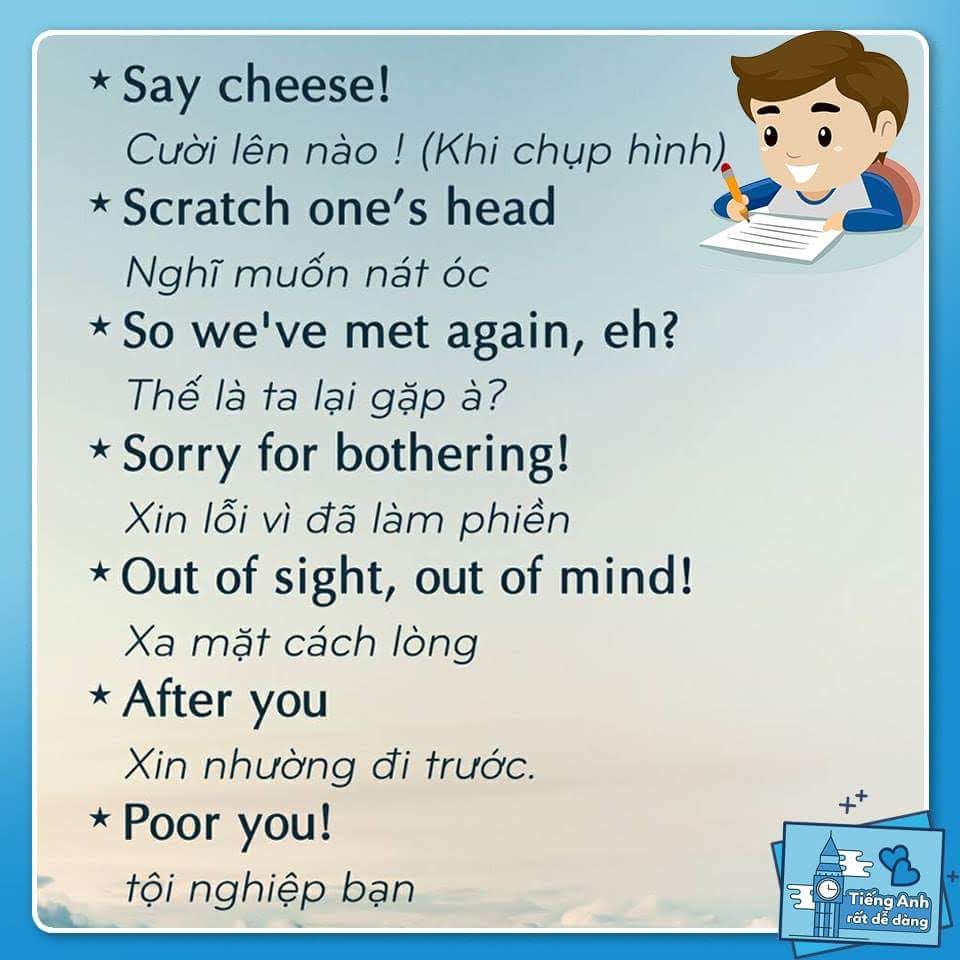 ★ Say cheese!
Cười lên nào ! (Khi chụp hình)
★ Scratch one’s head
Nghĩ muốn nát óc
★ So we've met again, eh?
Thế là ta lại gặp à?
★ Sorry for bothering!
Xin lỗi vì đã làm phiền
★ Out of sight, out of mind!
Xa mặt cách lòng
★ After you
Xin nhường đi trước.
★ Poor you!
tội nghiệp bạn
Tiếng Anh
rất dễ dàng